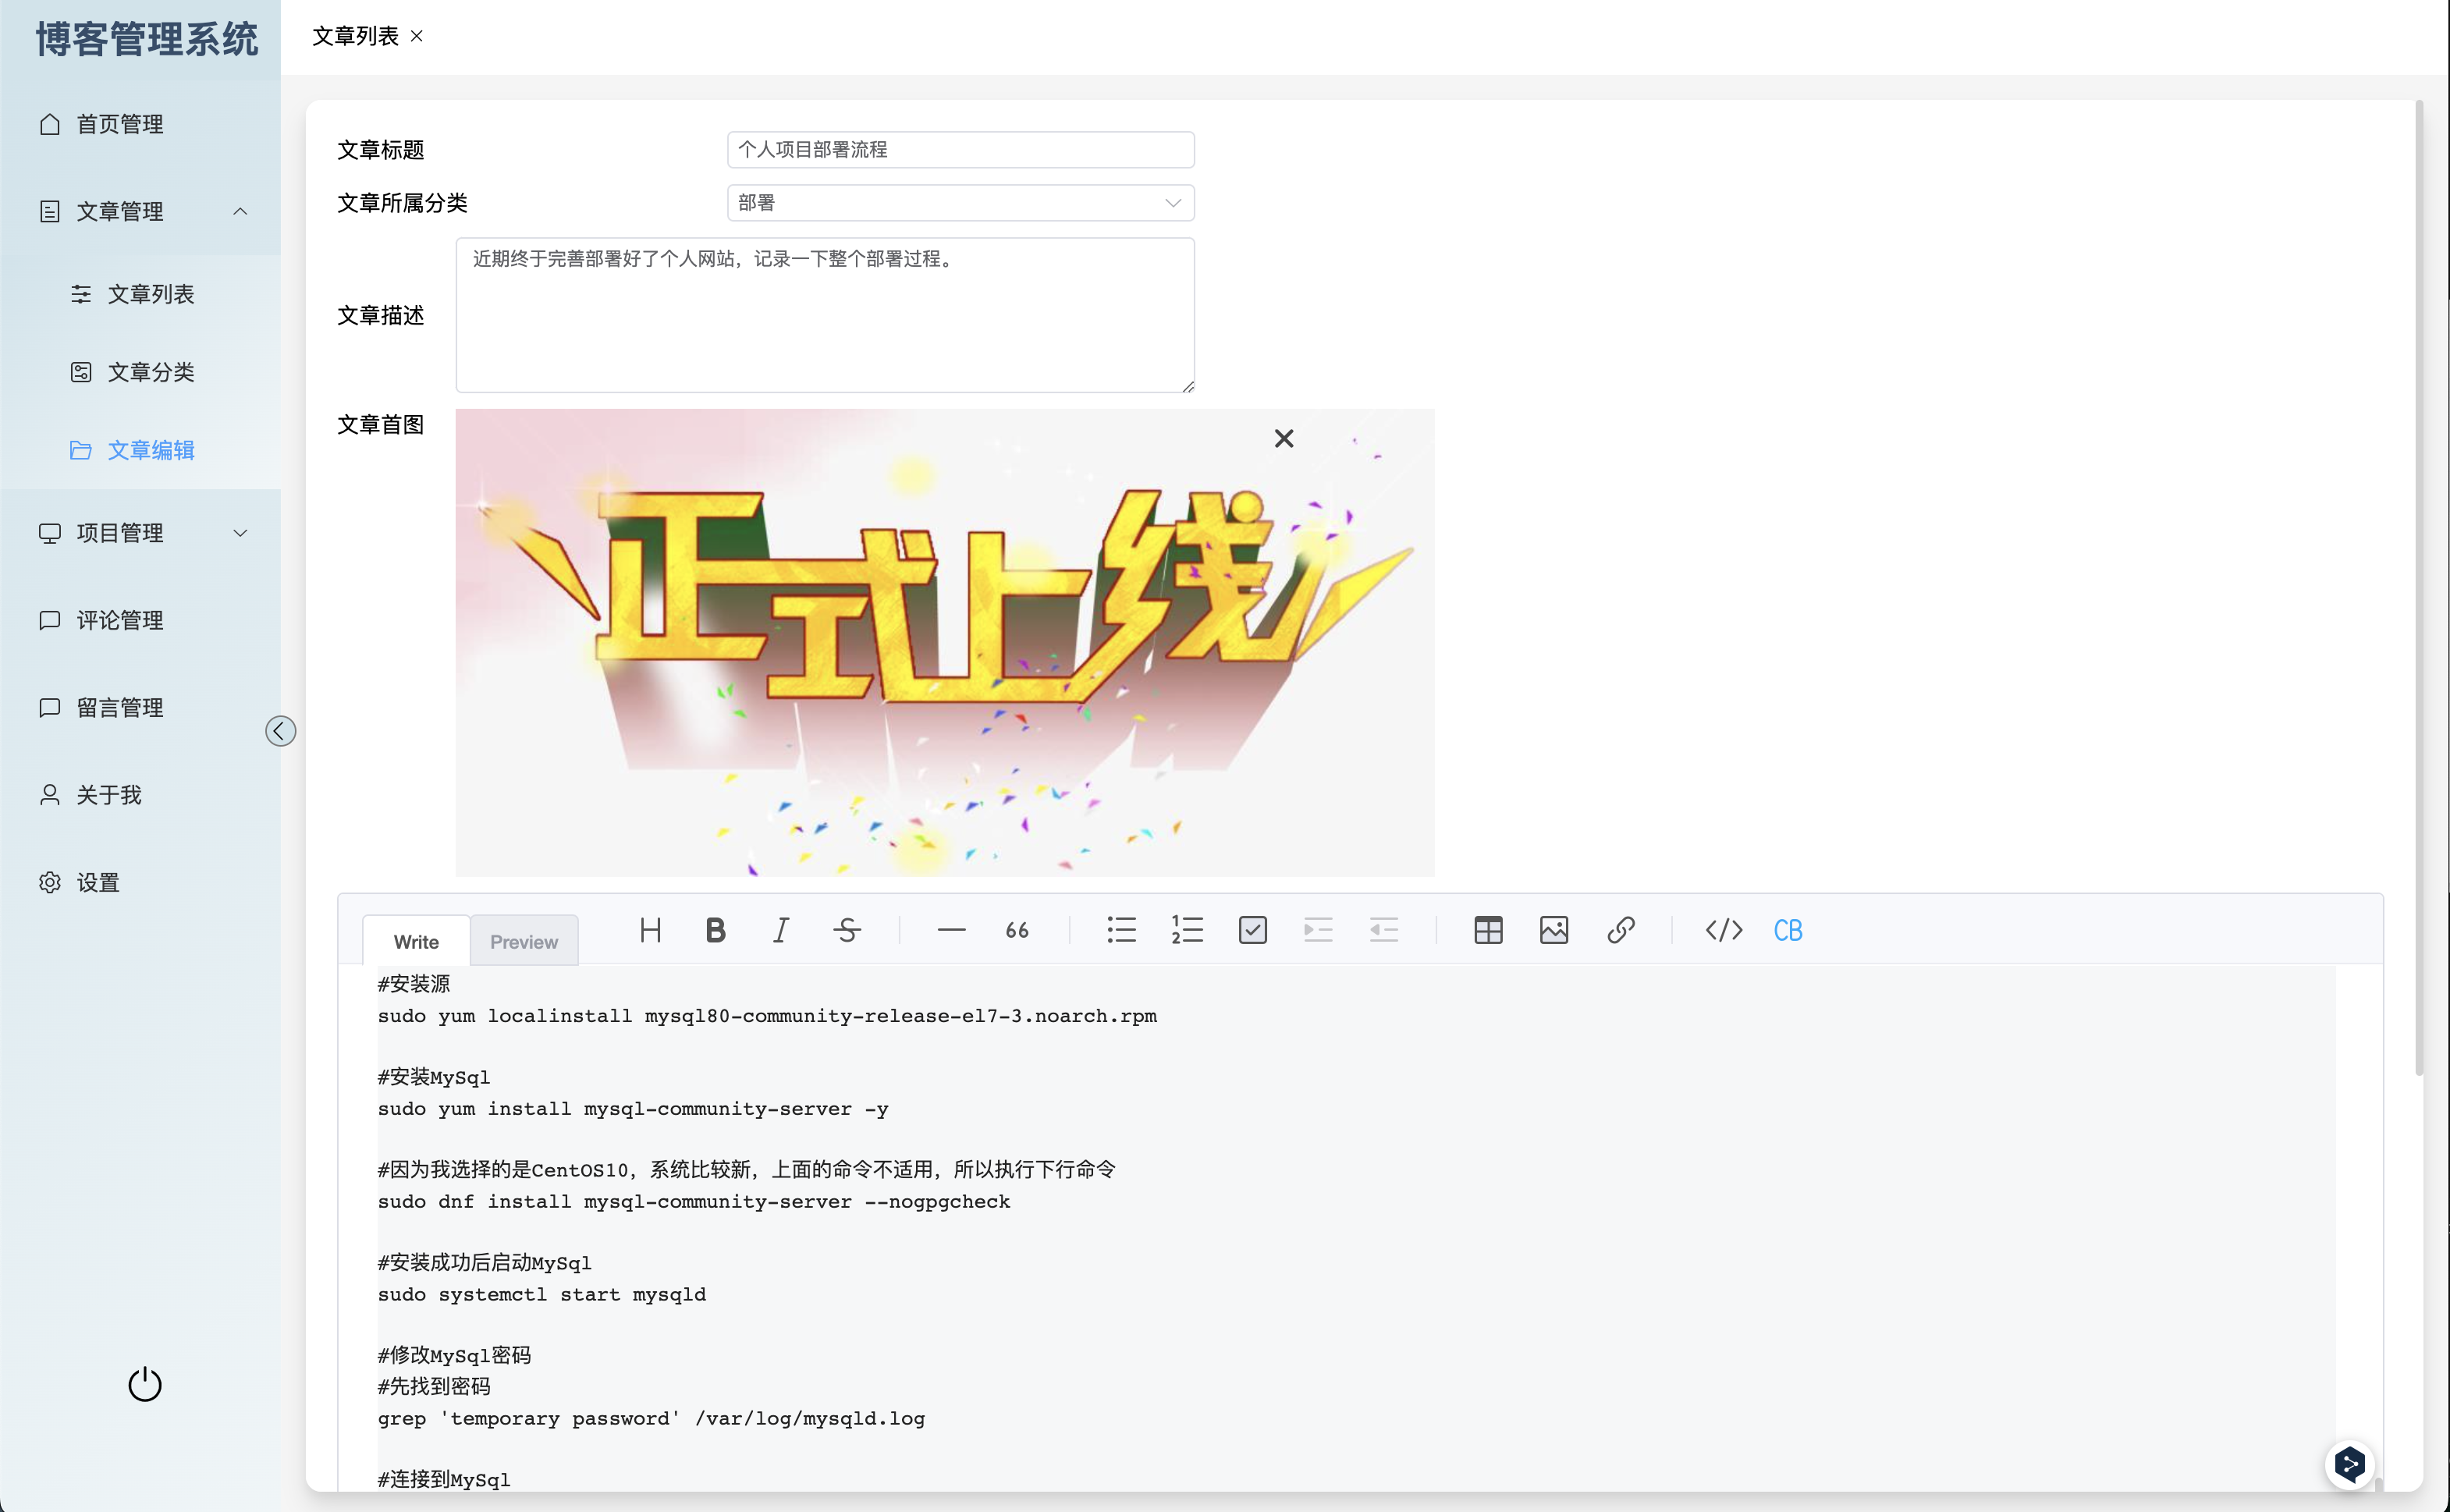 博客管理系统
首页管理
文章管理
文章列表
文章分类
文章编辑
项目管理
评论管理
留言管理
关于我
设置
文章列表
文章标题
个人项目部署流程
文章所属分类
部署
文章描述
近期终于完善部署好了个人网站，记录一下整个部署过程。
文章首图
正式上线
Write Preview H B I S 66 CB
#安装源
sudo yum localinstall mysql80-community-release-el7-3.noarch.rpm
#安装MySql
sudo yum install mysql-community-server -y
#因为我选择的是CentOS10，系统比较新，上面的命令不适用，所以执行下行命令
sudo dnf install mysql-community-server --nogpgcheck
#安装成功后启动MySql
sudo systemctl start mysqld
#修改MySql密码
#先找到密码
grep 'temporary password' /var/log/mysqld.log
#连接到MySql